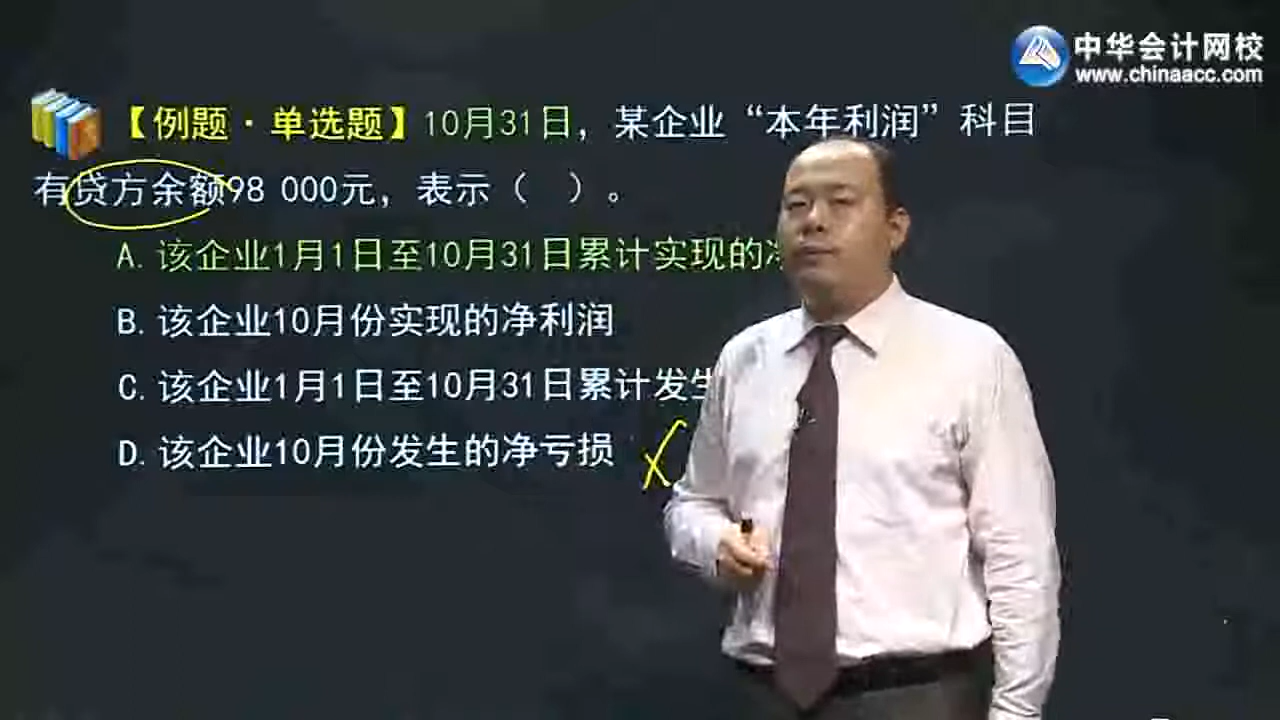 中华会计网校
www.chinaacc.com
【例题·单选题】10月31日，某企业“本年利润”科目
有贷方余额98 000元，表示（ ）。
A. 该企业1月1日至10月31日累计实现的
B. 该企业10月份实现的净利润
C. 该企业1月1日至10月31日累计发生
D. 该企业10月份发生的净亏损